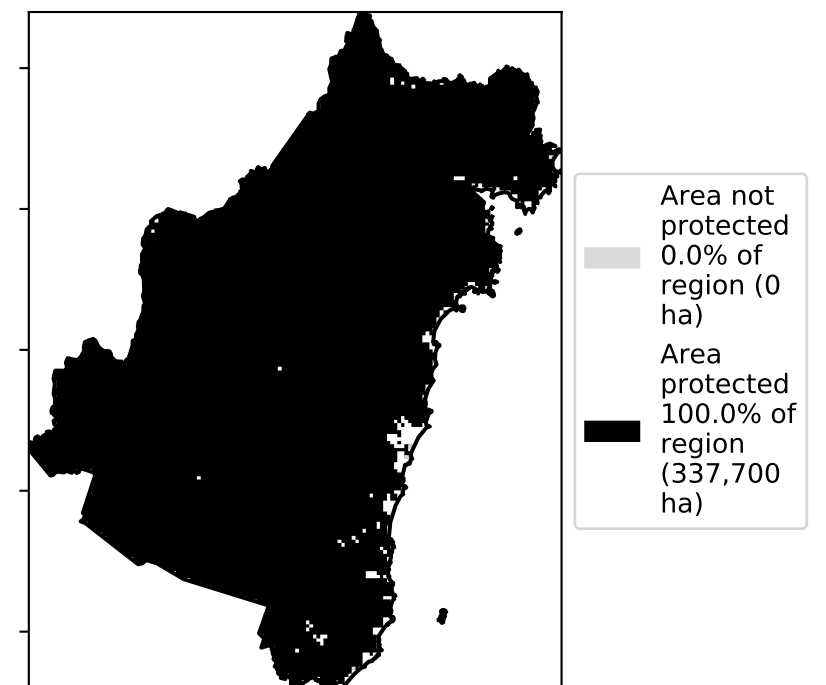 Area not
protected
0.0% of
region (0
ha)
Area
protected
100.0% of
region
(337,700
ha)